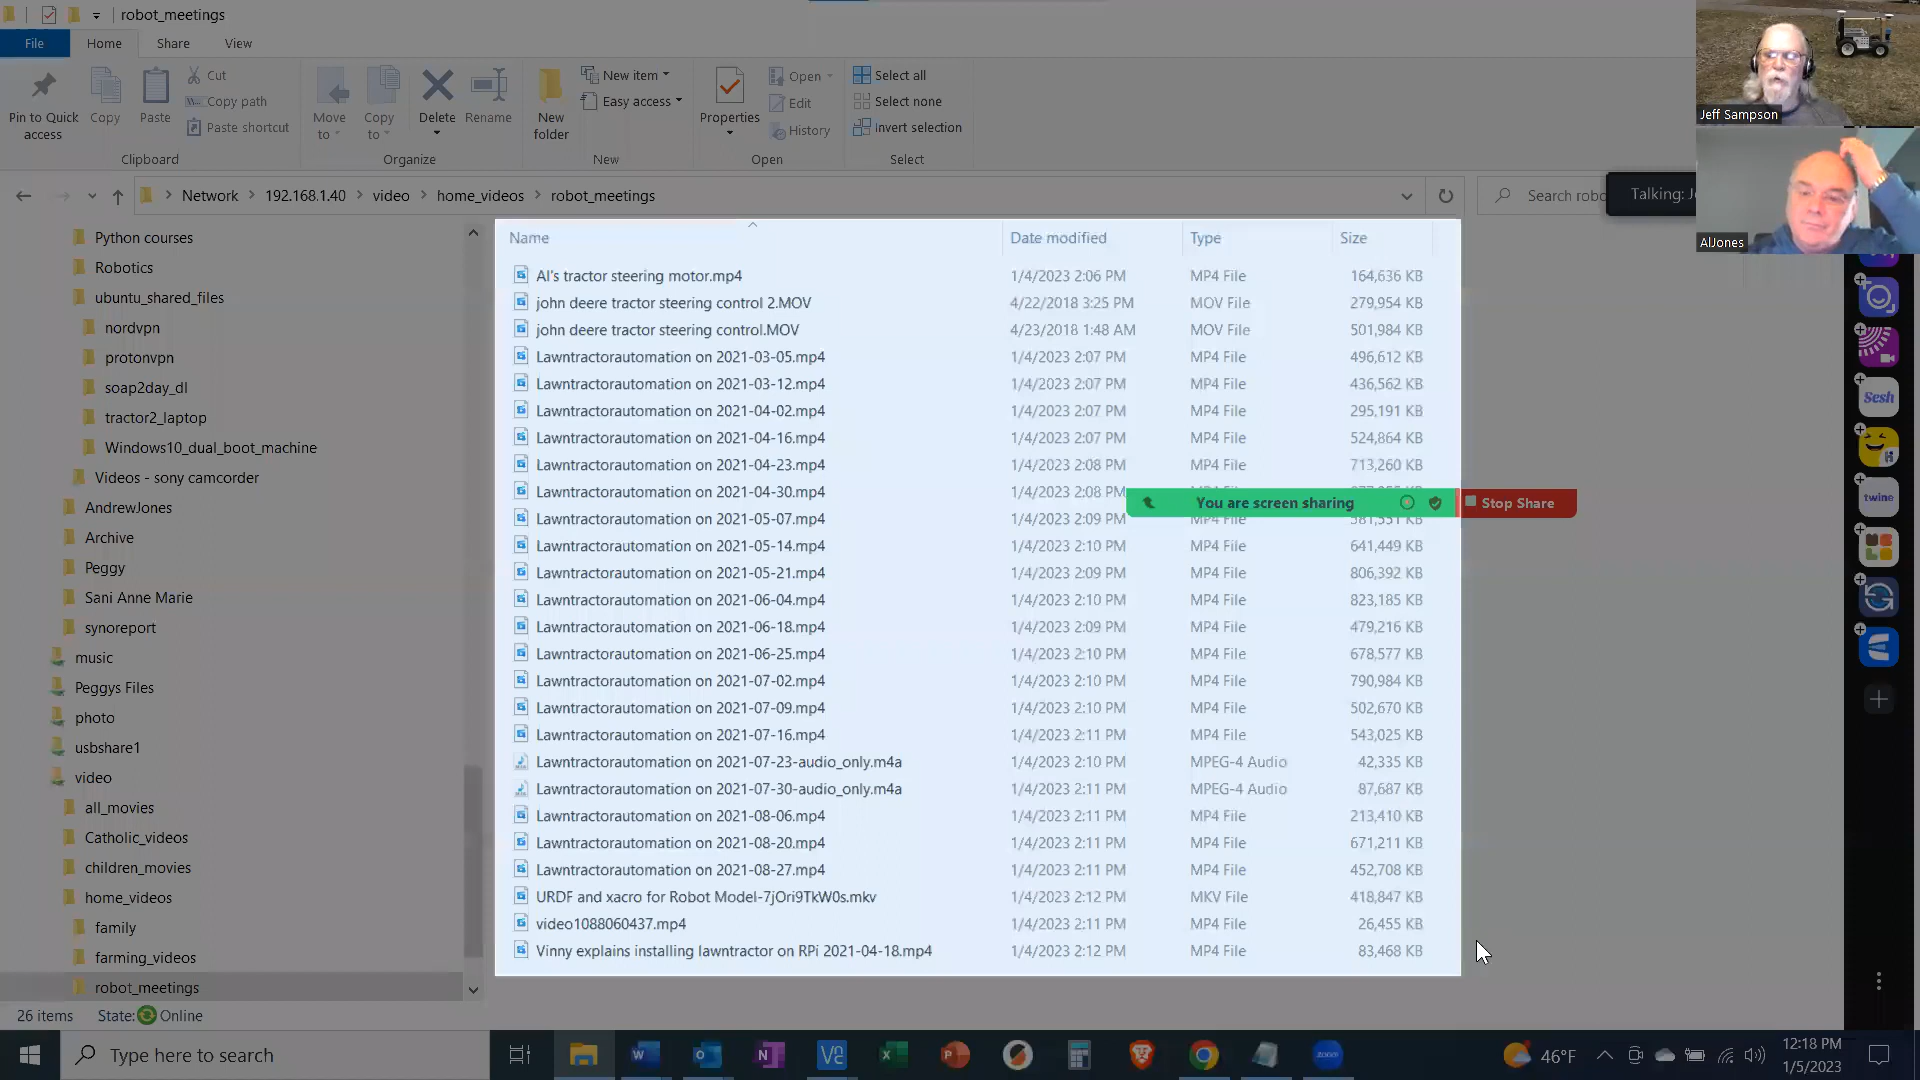 robot_meetings
File
Home
Share
View
Pin to Quick access
Copy
Paste
Cut
Copy path
Paste shortcut
Clipboard
Move to
Copy to
Delete
Rename
Organize
New folder
New item
Easy access
New
Properties
Open
Edit
History
Open
Select all
Select none
Invert selection
Select
Network
192.168.1.40
video
home_videos
robot_meetings
Search robo
Talking: J
Jeff Sampson
AlJones
Python courses
Robotics
ubuntu_shared_files
nordvpn
protonvpn
soap2day_dl
tractor2_laptop
Windows10_dual_boot_machine
Videos - sony camcorder
AndrewJones
Archive
Peggy
Sani Anne Marie
synoreport
music
Peggys Files
photo
usbshare1
video
all_movies
Catholic_videos
children_movies
home_videos
family
farming_videos
robot_meetings
Name Date modified Type Size
Al's tractor steering motor.mp4 1/4/2023 2:06 PM MP4 File 164,636 KB
john deere tractor steering control 2.MOV 4/22/2018 3:25 PM MOV File 279,954 KB
john deere tractor steering control.MOV 4/23/2018 1:48 AM MOV File 501,984 KB
Lawntractorautomation on 2021-03-05.mp4 1/4/2023 2:07 PM MP4 File 496,612 KB
Lawntractorautomation on 2021-03-12.mp4 1/4/2023 2:07 PM MP4 File 436,562 KB
Lawntractorautomation on 2021-04-02.mp4 1/4/2023 2:07 PM MP4 File 295,191 KB
Lawntractorautomation on 2021-04-16.mp4 1/4/2023 2:07 PM MP4 File 524,864 KB
Lawntractorautomation on 2021-04-23.mp4 1/4/2023 2:08 PM MP4 File 713,260 KB
Lawntractorautomation on 2021-04-30.mp4 1/4/2023 2:08 PM
You are screen sharing
Stop Share
Lawntractorautomation on 2021-05-07.mp4 1/4/2023 2:09 PM MP4 File KB
Lawntractorautomation on 2021-05-14.mp4 1/4/2023 2:10 PM MP4 File 641,449 KB
Lawntractorautomation on 2021-05-21.mp4 1/4/2023 2:09 PM MP4 File 806,392 KB
Lawntractorautomation on 2021-06-04.mp4 1/4/2023 2:10 PM MP4 File 823,185 KB
Lawntractorautomation on 2021-06-18.mp4 1/4/2023 2:09 PM MP4 File 479,216 KB
Lawntractorautomation on 2021-06-25.mp4 1/4/2023 2:10 PM MP4 File 678,577 KB
Lawntractorautomation on 2021-07-02.mp4 1/4/2023 2:10 PM MP4 File 790,984 KB
Lawntractorautomation on 2021-07-09.mp4 1/4/2023 2:10 PM MP4 File 502,670 KB
Lawntractorautomation on 2021-07-16.mp4 1/4/2023 2:11 PM MP4 File 543,025 KB
Lawntractorautomation on 2021-07-23-audio_only.m4a 1/4/2023 2:10 PM MPEG-4 Audio 42,335 KB
Lawntractorautomation on 2021-07-30-audio_only.m4a 1/4/2023 2:11 PM MPEG-4 Audio 87,687 KB
Lawntractorautomation on 2021-08-06.mp4 1/4/2023 2:11 PM MP4 File 213,410 KB
Lawntractorautomation on 2021-08-20.mp4 1/4/2023 2:11 PM MP4 File 671,211 KB
Lawntractorautomation on 2021-08-27.mp4 1/4/2023 2:11 PM MP4 File 452,708 KB
URDF and xacro for Robot Model-7jOri9TkW0s.mkv 1/4/2023 2:12 PM MKV File 418,847 KB
video1088060437.mp4 1/4/2023 2:11 PM MP4 File 26,455 KB
Vinny explains installing lawntractor on RPi 2021-04-18.mp4 1/4/2023 2:12 PM MP4 File 83,468 KB
Sesh
twine
26 items
State: Online
Type here to search
zoom
46°F
12:18 PM
1/5/2023